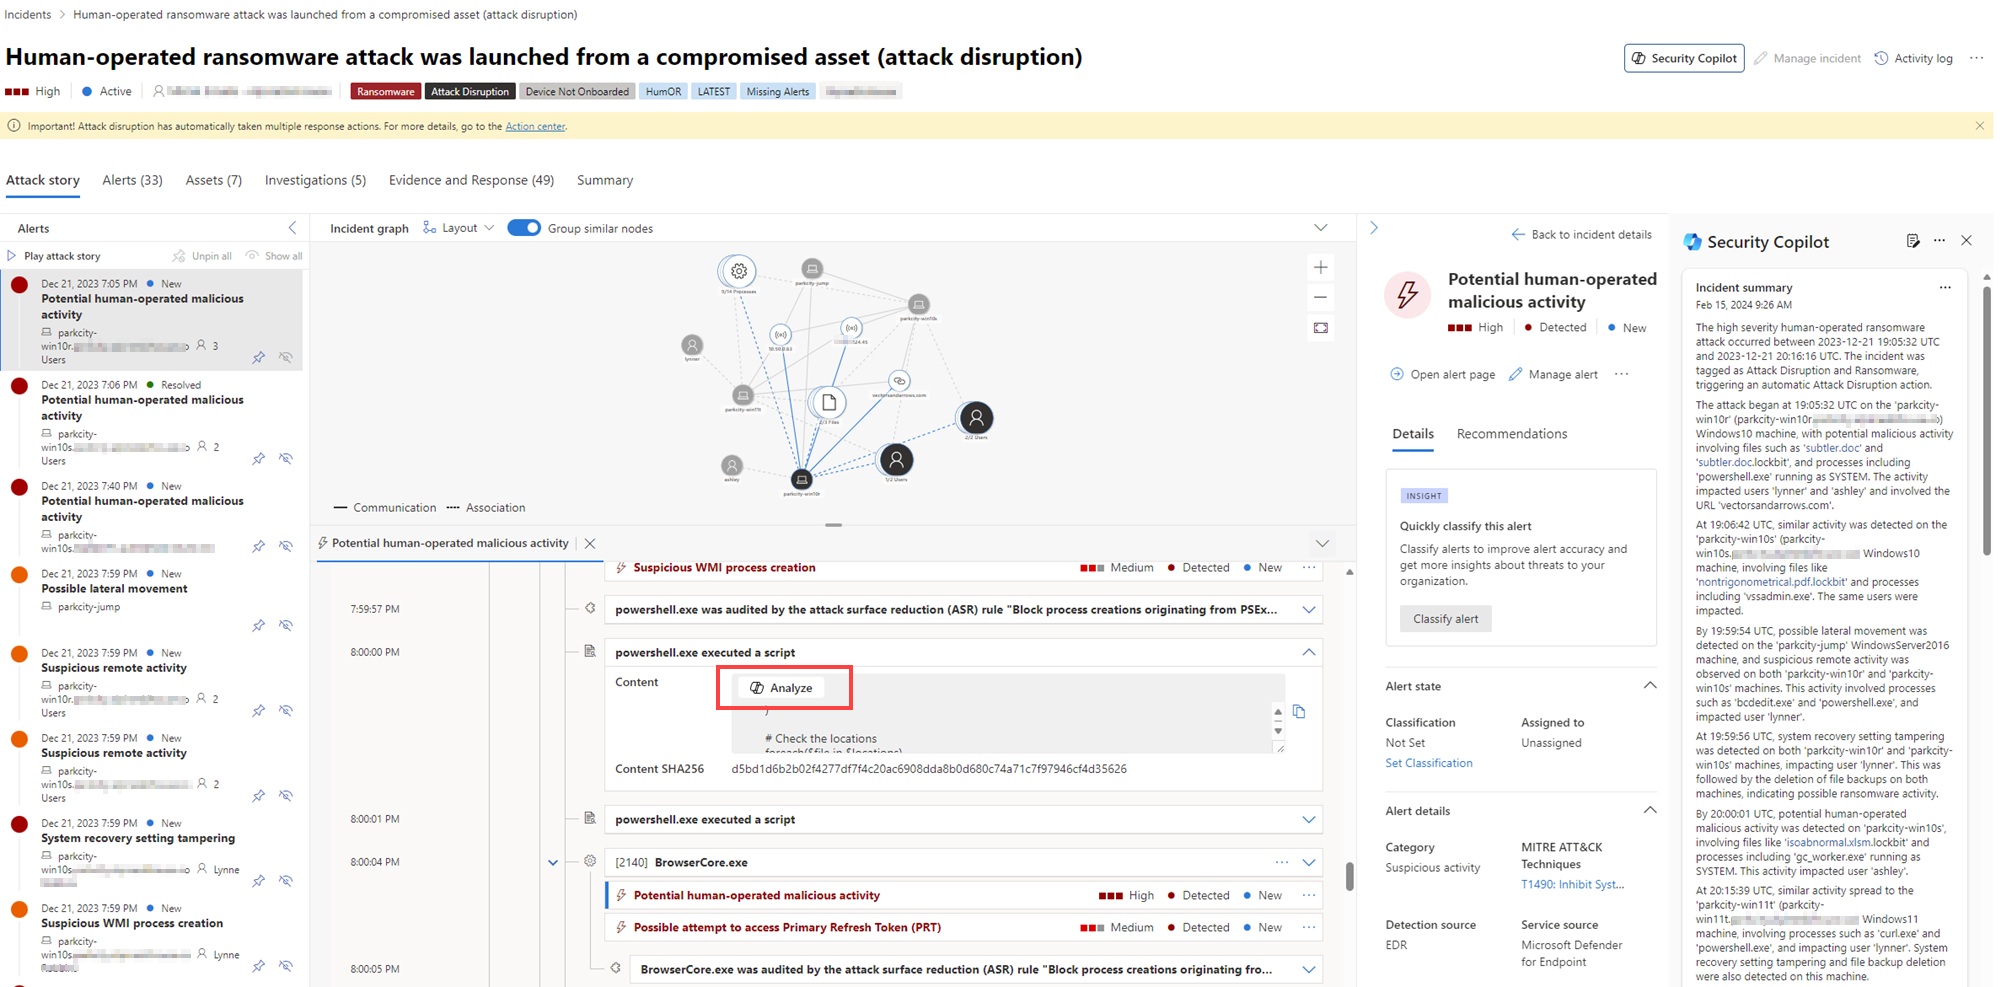 Incidents > Human-operated ransomware attack was launched from a compromised asset (attack disruption)
Human-operated ransomware attack was launched from a compromised asset (attack disruption)
Security Copilot
Manage incident
Activity log
High
Active
Ransomware
Attack Disruption
Device Not Onboarded
HumOR
LATEST
Missing Alerts
Important! Attack disruption has automatically taken multiple response actions. For more details, go to the Action center.
Attack story
Alerts (33)
Assets (7)
Investigations (5)
Evidence and Response (49)
Summary
Alerts
Play attack story
Unpin all
Show all
Dec 21, 2023 7:05 PM
New
Potential human-operated malicious
activity
parkcity-
win10r.
3
Users
Dec 21, 2023 7:06 PM
Resolved
Potential human-operated malicious
activity
parkcity-
win10s.
2
Users
Dec 21, 2023 7:40 PM
New
Potential human-operated malicious
activity
parkcity-
win10s.
Dec 21, 2023 7:59 PM
New
Possible lateral movement
parkcity-jump
Dec 21, 2023 7:59 PM
New
Suspicious remote activity
parkcity-
win10r.
2
Users
Dec 21, 2023 7:59 PM
New
Suspicious remote activity
parkcity-
win10s.
2
Users
Dec 21, 2023 7:59 PM
New
System recovery setting tampering
parkcity-
win10r.
Lynne
Dec 21, 2023 7:59 PM
New
Suspicious WMI process creation
parkcity-
win10s.
Lynne
Incident graph
Layout
Group similar nodes
parkcity-jump
parkcity-win10s
lynner
parkcity-win11t
vectorsandarrows.com
2/3 Files
2/2 Users
1/2 Users
ashley
parkcity-win10r
Communication
Association
Potential human-operated malicious activity
Suspicious WMI process creation
Medium
Detected
New
7:59:57 PM
powershell.exe was audited by the attack surface reduction (ASR) rule "Block process creations originating from PSEx...
8:00:00 PM
powershell.exe executed a script
Content
Analyze
)
# Check the locations
foreach($file in $locations)
Content SHA256
d5bd1d6b2b02f4277df7f4c20ac6908dda8b0d680c74a71c7f97946cf4d35626
8:00:01 PM
powershell.exe executed a script
8:00:04 PM
[2140] BrowserCore.exe
Potential human-operated malicious activity
High
Detected
New
Possible attempt to access Primary Refresh Token (PRT)
Medium
Detected
New
8:00:05 PM
BrowserCore.exe was audited by the attack surface reduction (ASR) rule "Block process creations originating fro...
Back to incident details
Potential human-operated
malicious activity
High
Detected
New
Open alert page
Manage alert
Details
Recommendations
INSIGHT
Quickly classify this alert
Classify alerts to improve alert accuracy and
get more insights about threats to your
organization.
Classify alert
Alert state
Classification
Assigned to
Not Set
Unassigned
Set Classification
Alert details
Category
MITRE ATT&CK
Techniques
Suspicious activity
T1490: Inhibit Syst...
Detection source
Service source
EDR
Microsoft Defender
for Endpoint
Security Copilot
Incident summary
Feb 15, 2024 9:26 AM
The high severity human-operated ransomware
attack occurred between 2023-12-21 19:05:32 UTC
and 2023-12-21 20:16:16 UTC. The incident was
tagged as Attack Disruption and Ransomware,
triggering an automatic Attack Disruption action.
The attack began at 19:05:32 UTC on the 'parkcity-
win10r' (parkcity-win10r.)
Windows10 machine, with potential malicious activity
involving files such as 'subtler.doc' and
'subtler.doc.lockbit', and processes including
'powershell.exe' running as SYSTEM. The activity
impacted users 'lynner' and 'ashley' and involved the
URL 'vectorsandarrows.com'.
At 19:06:42 UTC, similar activity was detected on the
'parkcity-win10s' (parkcity-
win10s. Windows10
machine, involving files like
'nontrigonometrical.pdf.lockbit' and processes
including 'vssadmin.exe'. The same users were
impacted.
By 19:59:54 UTC, possible lateral movement was
detected on the 'parkcity-jump' WindowsServer2016
machine, and suspicious remote activity was
observed on both 'parkcity-win10r' and 'parkcity-
win10s' machines. This activity involved processes
such as 'bcdedit.exe' and 'powershell.exe', and
impacted user 'lynner'.
At 19:59:56 UTC, system recovery setting tampering
was detected on both 'parkcity-win10r' and 'parkcity-
win10s' machines, impacting user 'lynner'. This was
followed by the deletion of file backups on both
machines, indicating possible ransomware activity.
By 20:00:01 UTC, potential human-operated
malicious activity was detected on 'parkcity-win10s',
involving files like 'isoabnormal.xlsm.lockbit' and
processes including 'gc_worker.exe' running as
SYSTEM. This activity impacted user 'ashley'.
At 20:15:39 UTC, similar activity spread to the
'parkcity-win11t' (parkcity-
win11t. Windows11
machine, involving processes such as 'curl.exe' and
'powershell.exe', and impacting user 'lynner'. System
recovery setting tampering and file backup deletion
were also detected on this machine.